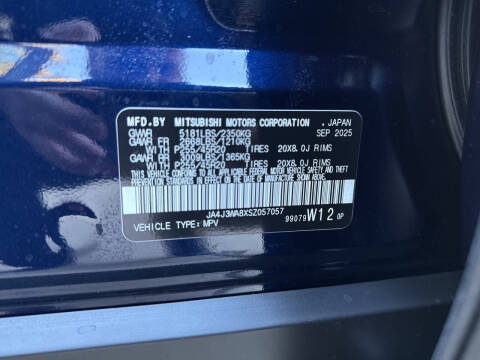 MFD.BY MITSUBISHI MOTORS CORPORATION , JAPAN
GVWR 5181LBS/2350KG SEP 2025
GAWR FR 2668LBS/1210KG
WITH P255/45R20 TIRES 20X8.0J RIMS
GAWR RR 3009LBS/1365KG
WITH P255/45R20 TIRES 20X8.0J RIMS
THIS VEHICLE CONFORMS TO ALL APPLICABLE FEDERAL MOTOR VEHICLE SAFETY, BUMPER, AND THEFT PREVENTION STANDARDS IN EFFECT ON THE DATE OF MANUFACTURE SHOWN ABOVE.
JA4J3WA8XSZ057057
VEHICLE TYPE: MPV 99079 W12 0P